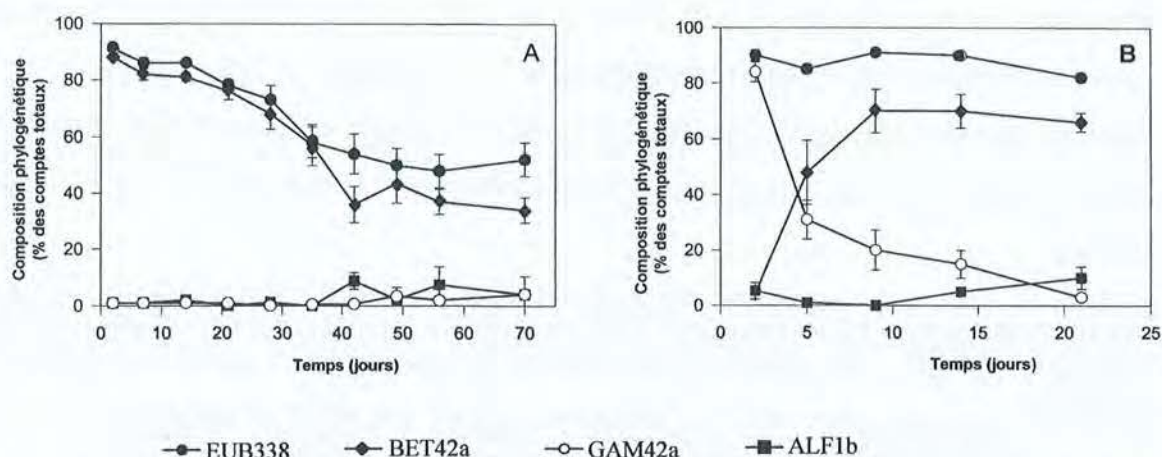 100
80
60
40
20
0
Composition phylogénétique
(% des comptes totaux)
A
0 10 20 30 40 50 60 70
Temps (jours)
100
80
60
40
20
0
Composition phylogénétique
(% des comptes totaux)
B
0 5 10 15 20 25
Temps (jours)
EUB338 BET42a GAM42a ALF1b